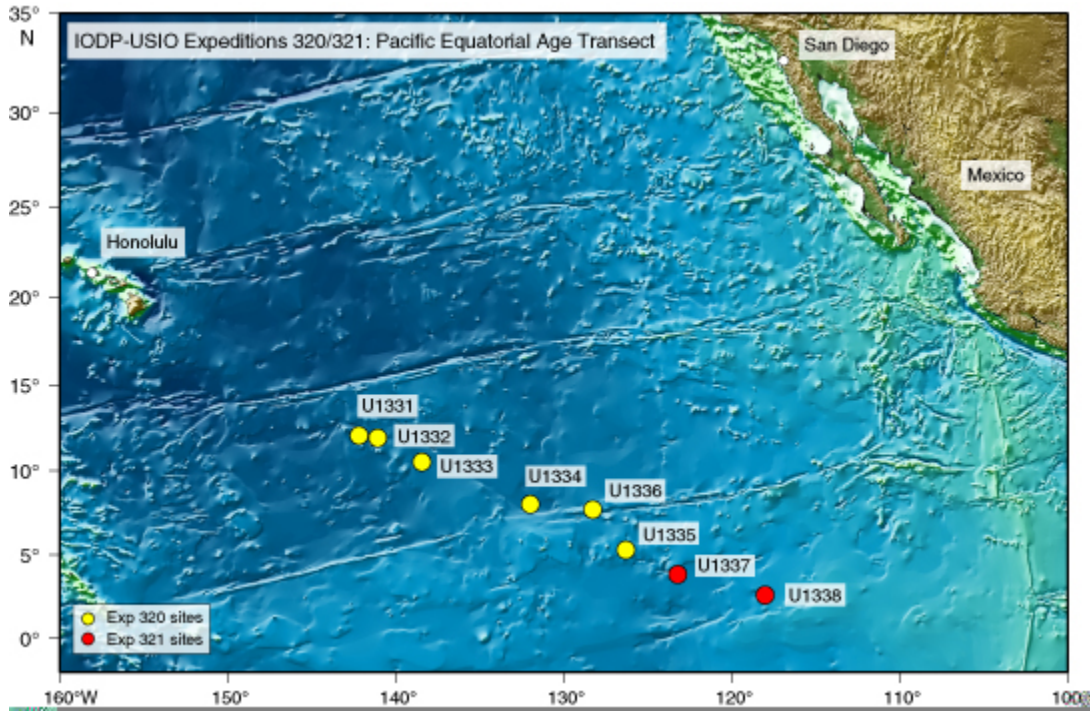 35°
N
IODP-USIO Expeditions 320/321: Pacific Equatorial Age Transect
San Diego
30°
Mexico
25°
Honolulu
20°
15°
U1331
U1332
10°
U1333
U1334
U1336
5°
U1335
U1337
U1338
Exp 320 sites
0°
Exp 321 sites
160°W
150°
140°
130°
120°
110°
100°